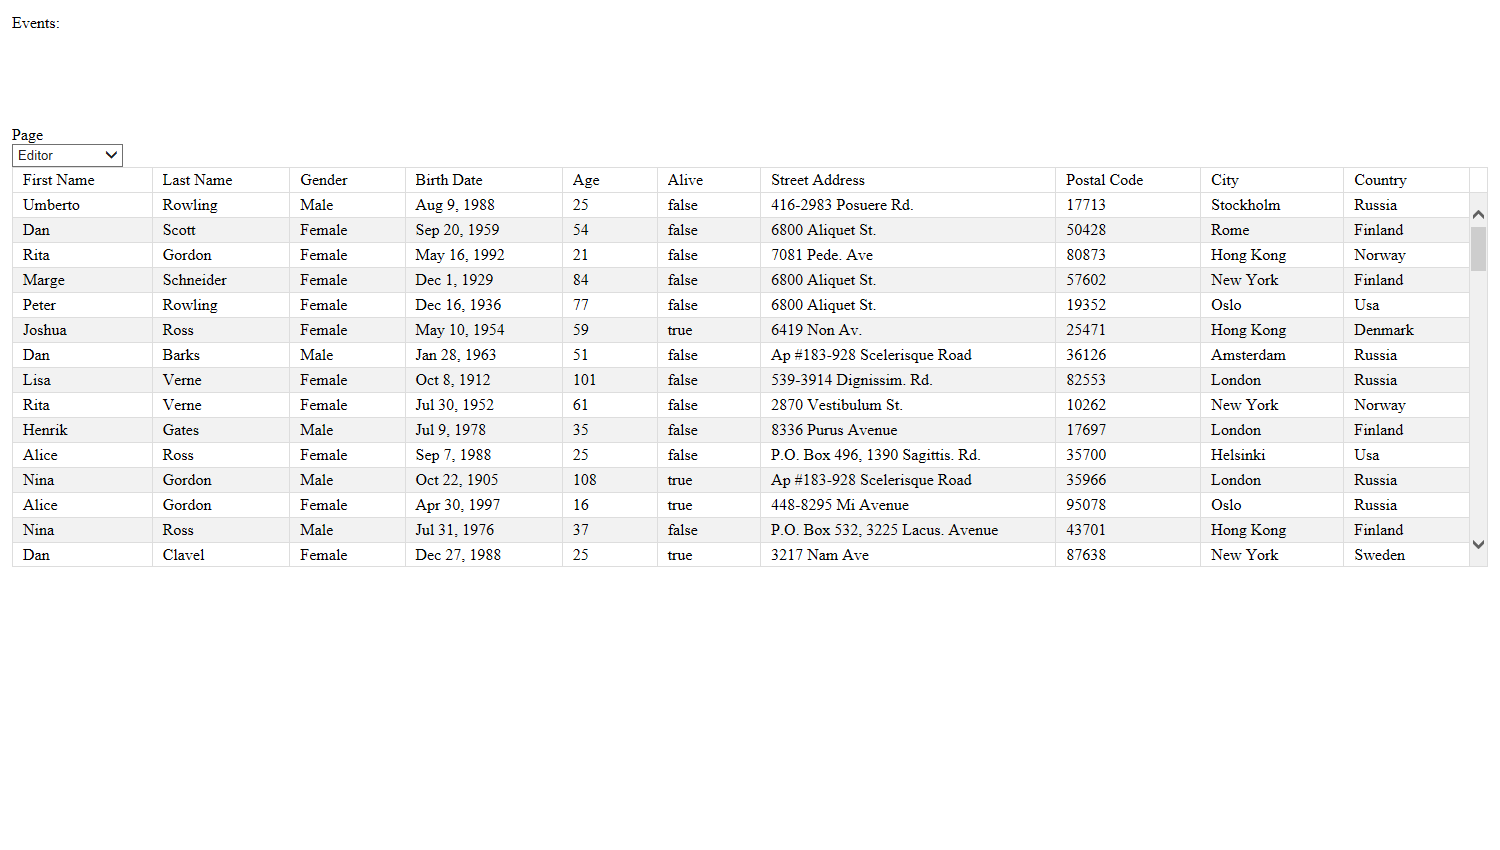 Events:
Page
Editor
First Name Last Name Gender Birth Date Age Alive Street Address Postal Code City Country
Umberto Rowling Male Aug 9, 1988 25 false 416-2983 Posuere Rd. 17713 Stockholm Russia
Dan Scott Female Sep 20, 1959 54 false 6800 Aliquet St. 50428 Rome Finland
Rita Gordon Female May 16, 1992 21 false 7081 Pede. Ave 80873 Hong Kong Norway
Marge Schneider Female Dec 1, 1929 84 false 6800 Aliquet St. 57602 New York Finland
Peter Rowling Female Dec 16, 1936 77 false 6800 Aliquet St. 19352 Oslo Usa
Joshua Ross Female May 10, 1954 59 true 6419 Non Av. 25471 Hong Kong Denmark
Dan Barks Male Jan 28, 1963 51 false Ap #183-928 Scelerisque Road 36126 Amsterdam Russia
Lisa Verne Female Oct 8, 1912 101 false 539-3914 Dignissim. Rd. 82553 London Russia
Rita Verne Female Jul 30, 1952 61 false 2870 Vestibulum St. 10262 New York Norway
Henrik Gates Male Jul 9, 1978 35 false 8336 Purus Avenue 17697 London Finland
Alice Ross Female Sep 7, 1988 25 false P.O. Box 496, 1390 Sagittis. Rd. 35700 Helsinki Usa
Nina Gordon Male Oct 22, 1905 108 true Ap #183-928 Scelerisque Road 35966 London Russia
Alice Gordon Female Apr 30, 1997 16 true 448-8295 Mi Avenue 95078 Oslo Russia
Nina Ross Male Jul 31, 1976 37 false P.O. Box 532, 3225 Lacus. Avenue 43701 Hong Kong Finland
Dan Clavel Female Dec 27, 1988 25 true 3217 Nam Ave 87638 New York Sweden